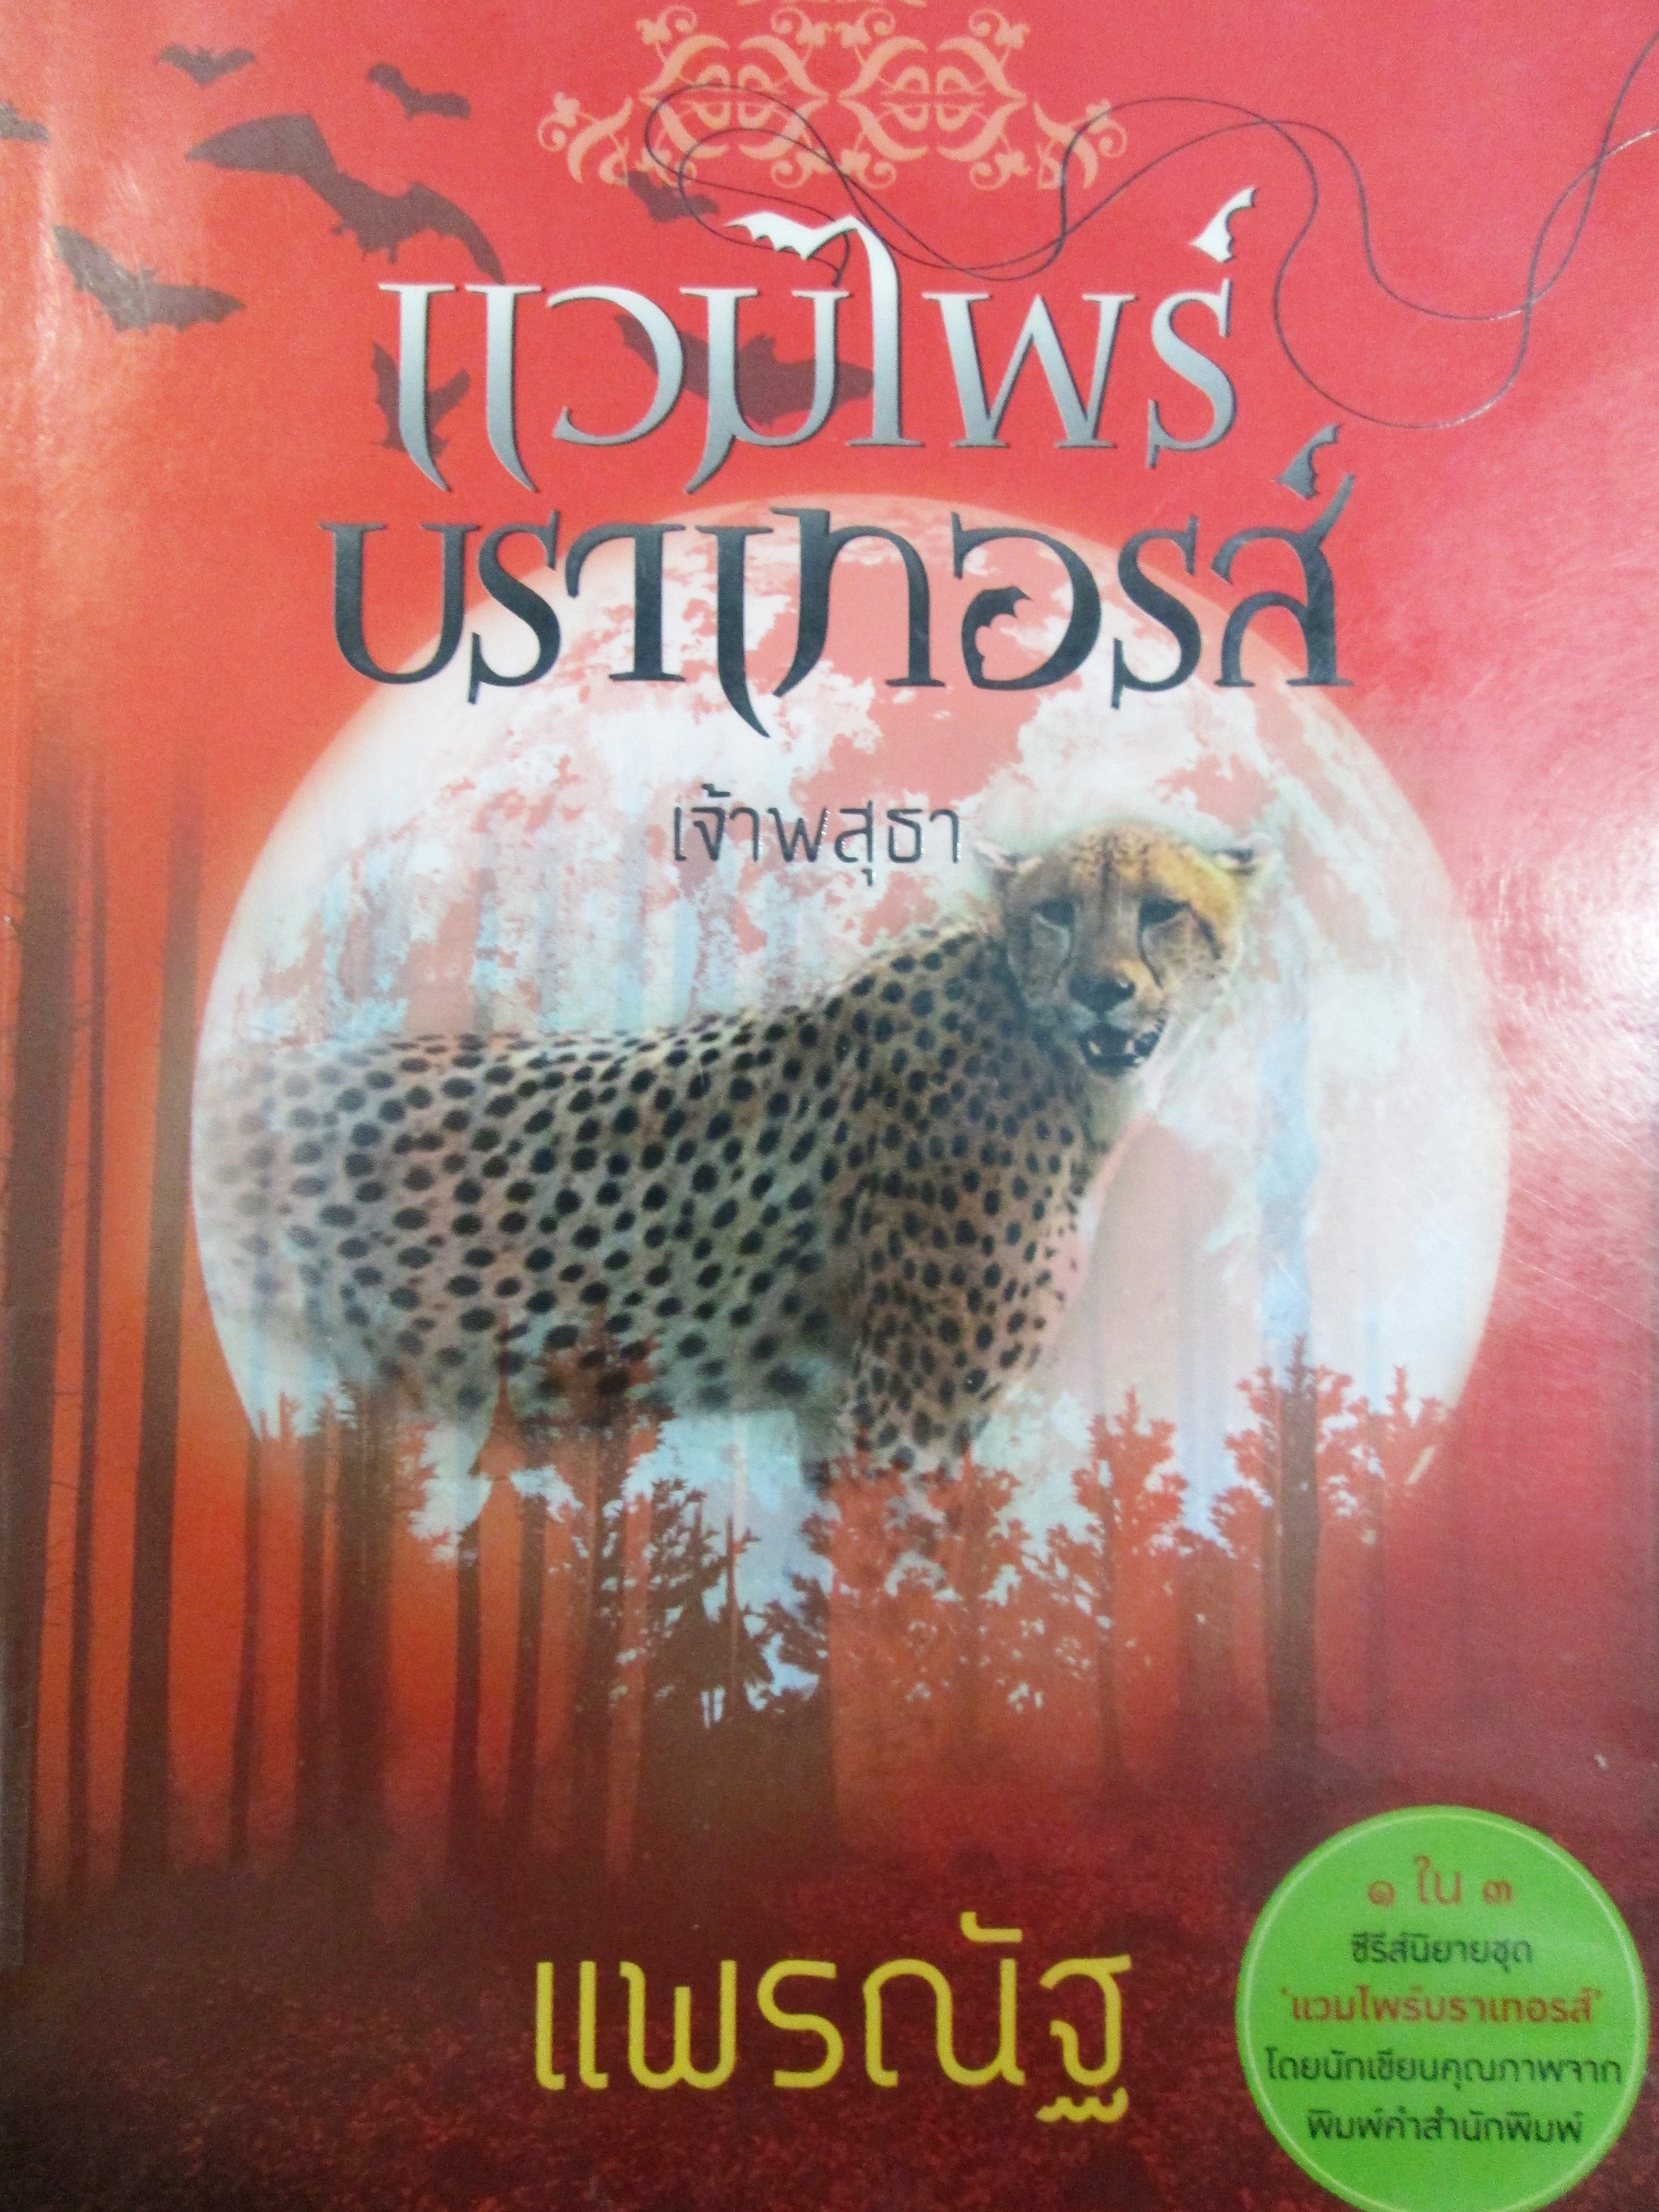 แวมไพร์
บราเทอรส์
เจ้าพสุธา
แพรณัฐ
๑ ใน ๓
ซีรีส์นิยายชุด
'แวมไพร์บราเทอรส์'
โดยนักเขียนคุณภาพจาก
พิมพ์คำสำนักพิมพ์